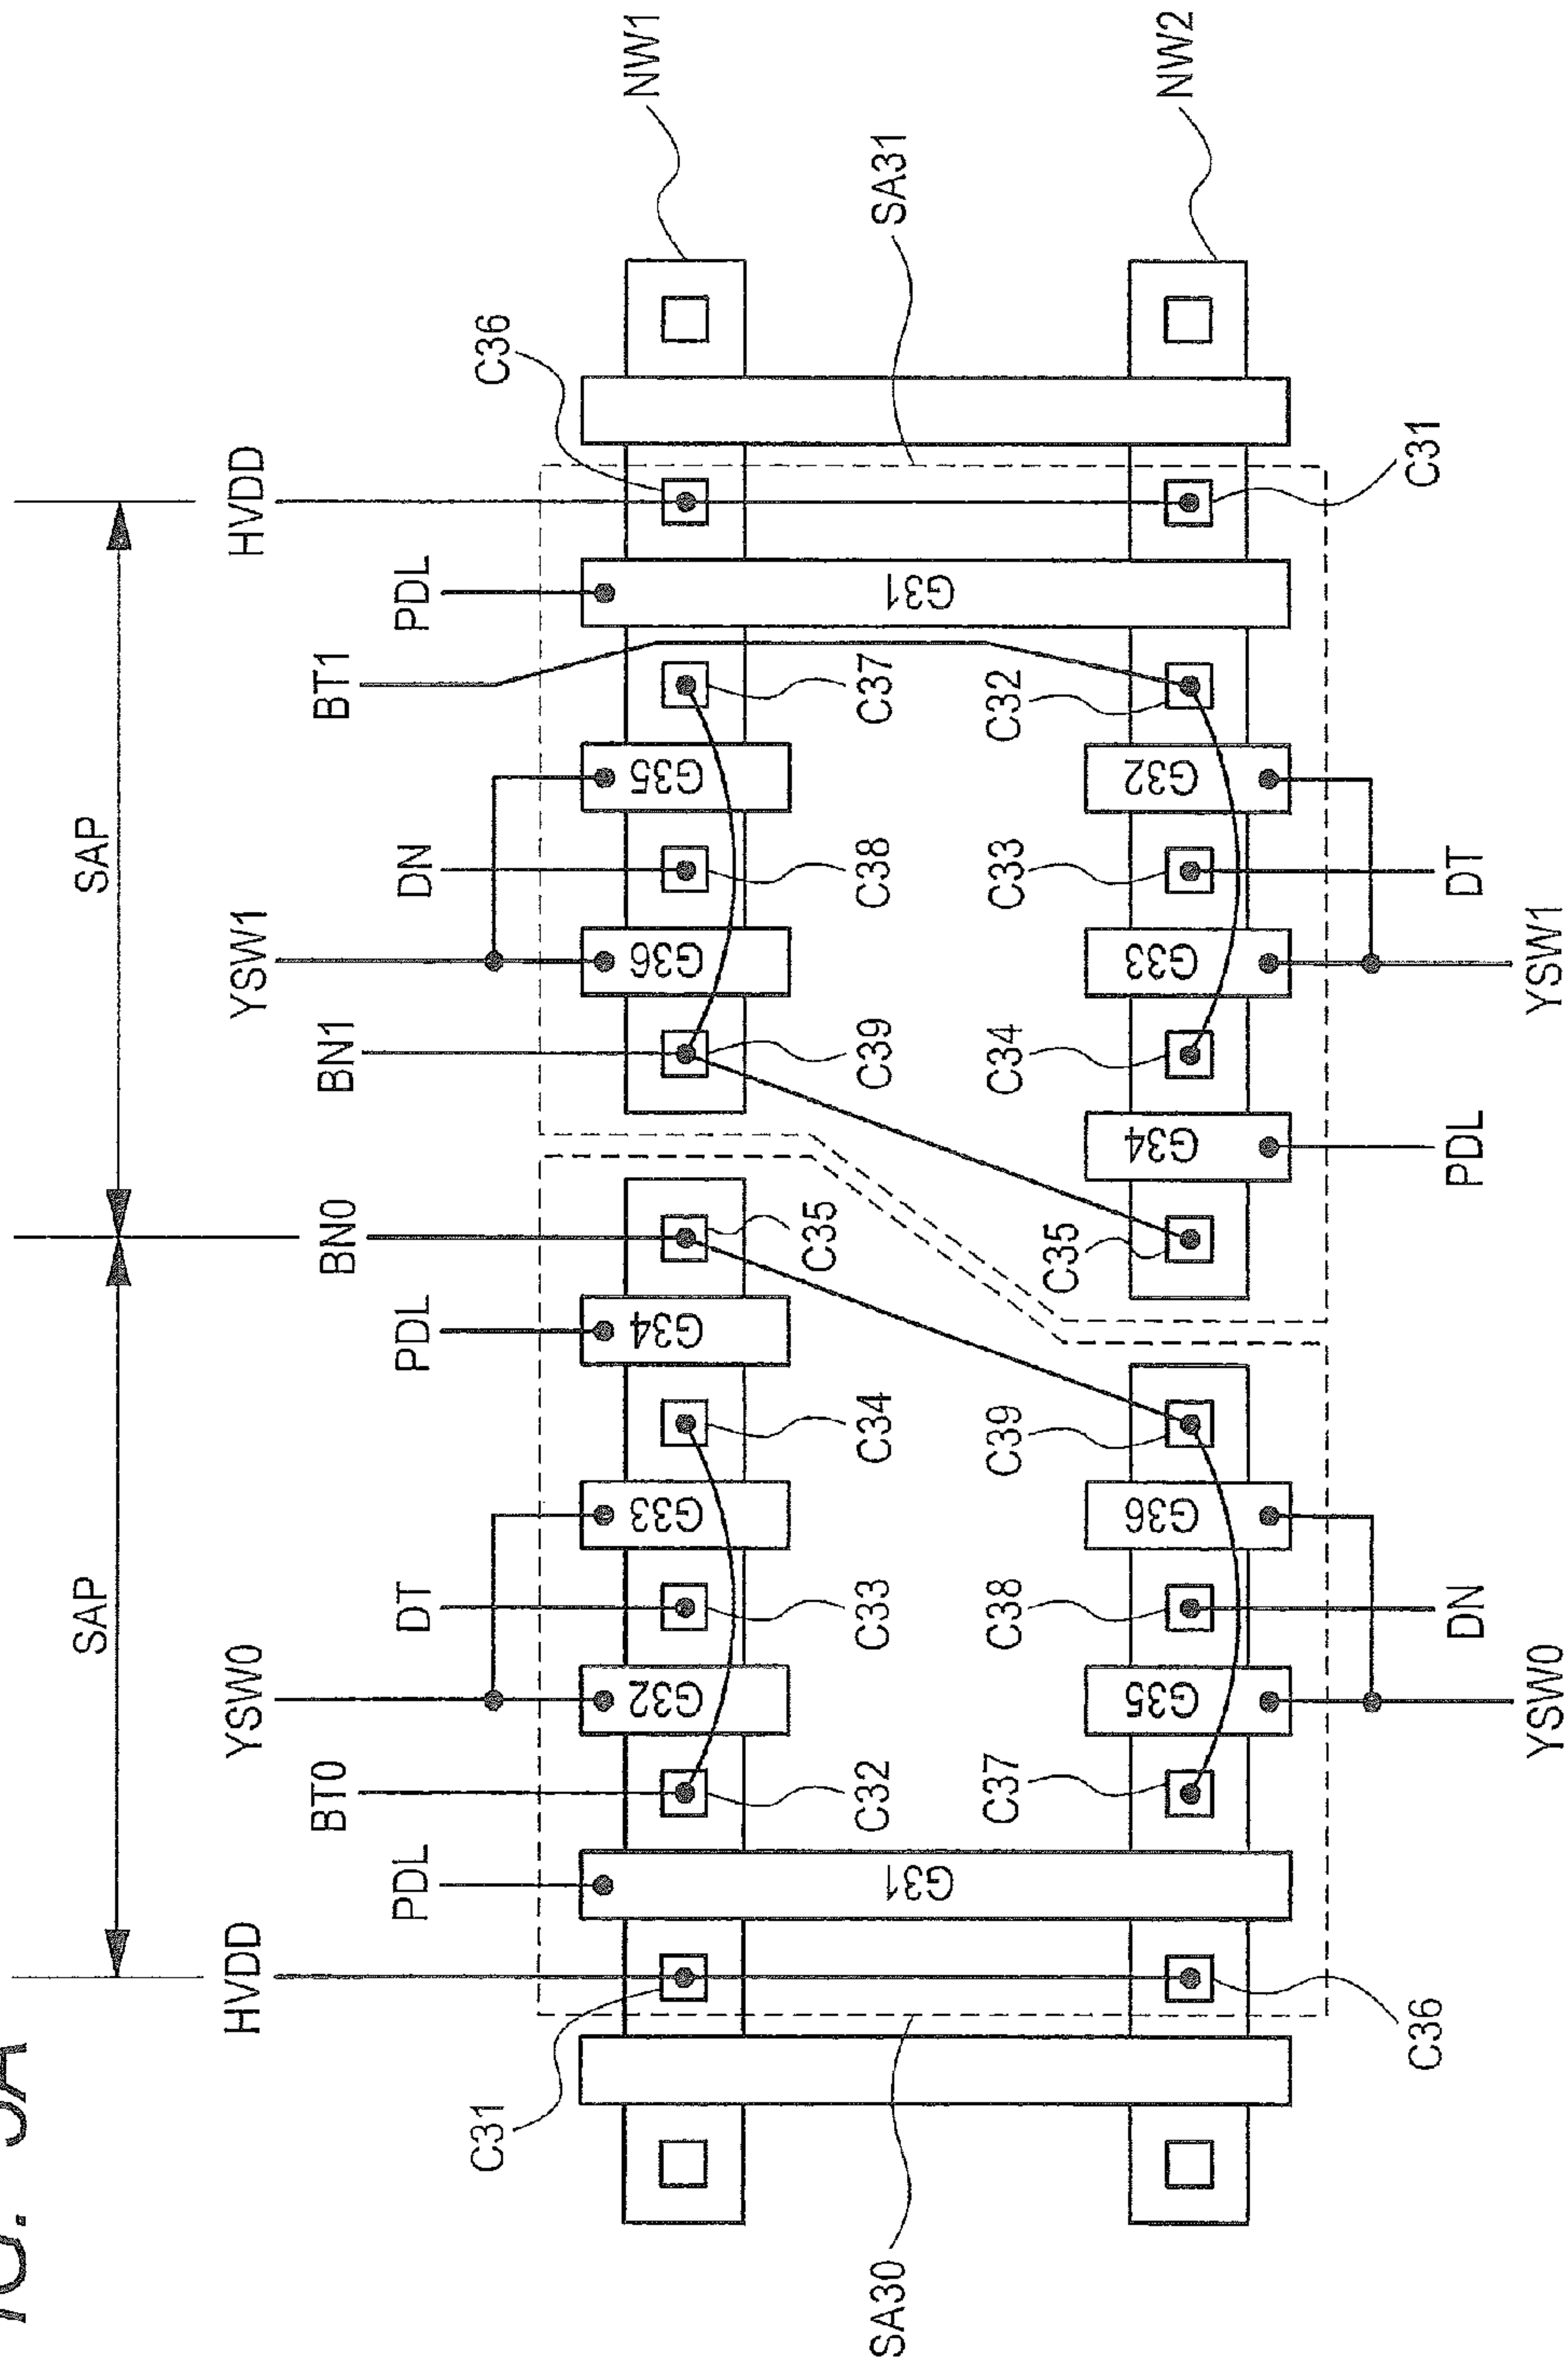 SAP SAP
HVDD YSW0 YSW1 HVDD
BT0 BN0 BN1 BT1
PDL DT PDL DN PDL
C31 C36
NW1
G32 G33 G34 G36 G35
C32 C33 C34 C35 C39 C38 C37
SA30 G31 G31 SA31
C37 C38 C39 C35 C34 C33 C32
G35 G36 G34 G33 G32
NW2
C36 C31
DN PDL DT
YSW0 YSW1